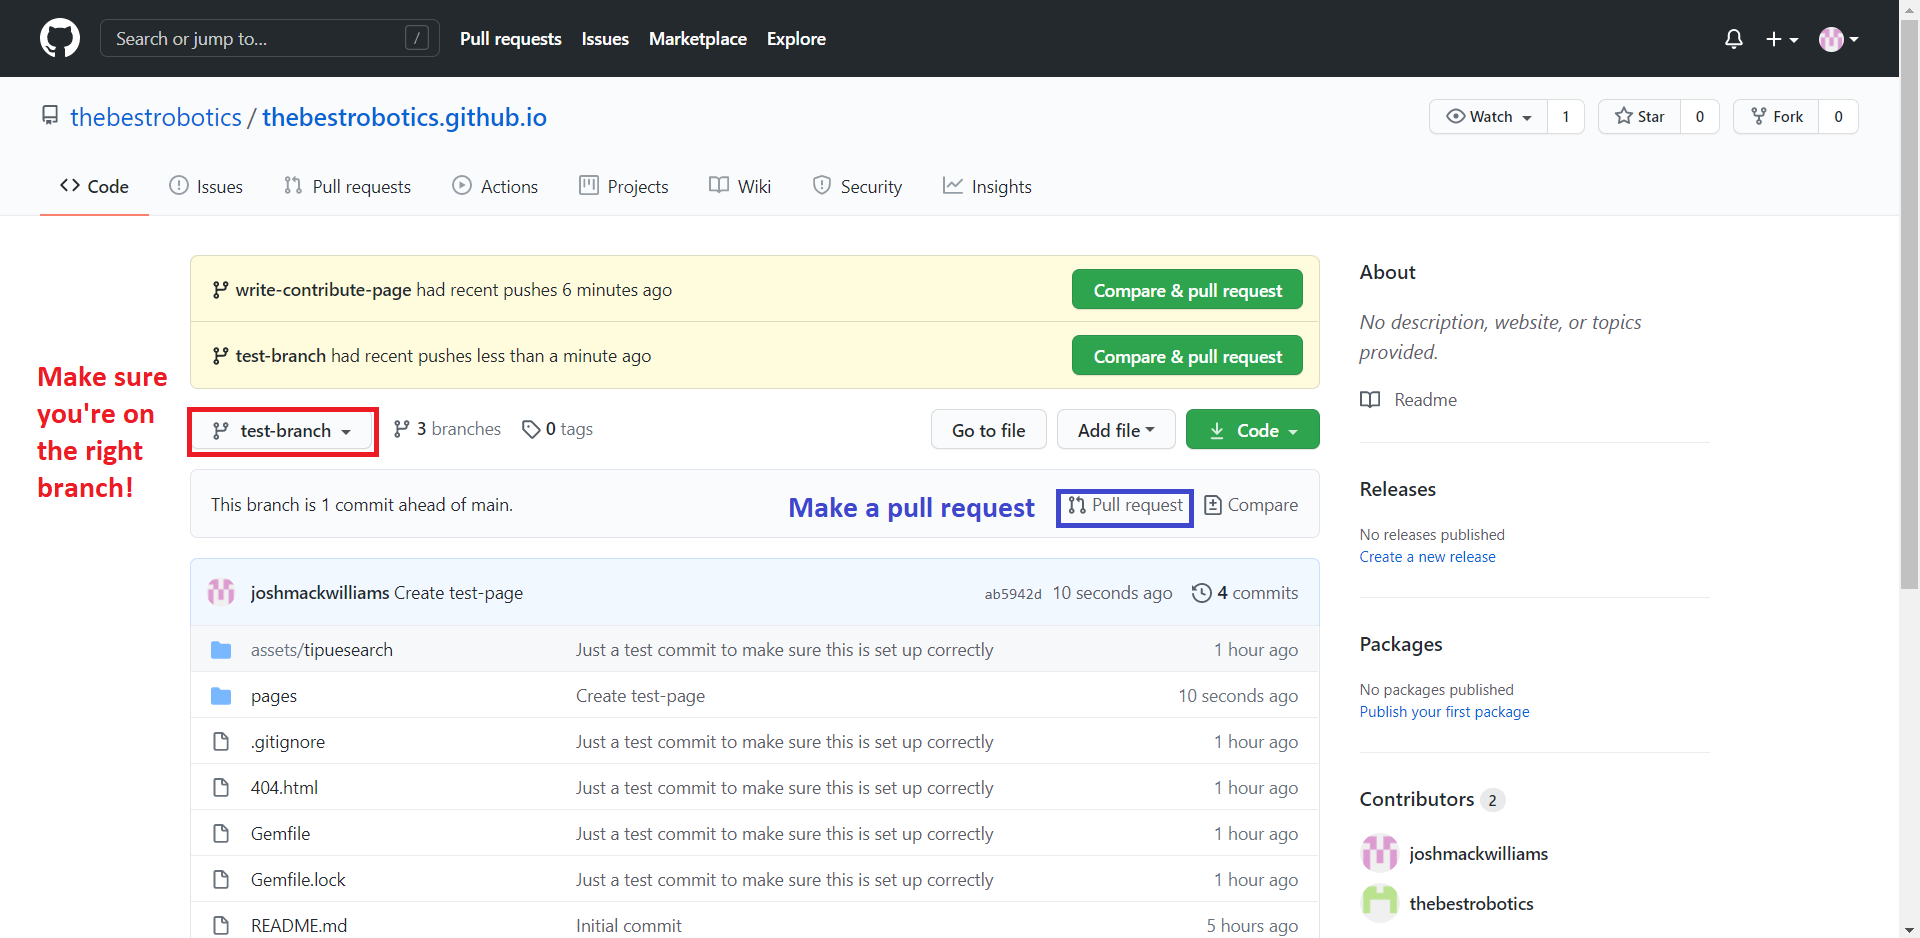 Search or jump to... /
Pull requests Issues Marketplace Explore
thebestrobotics / thebestrobotics.github.io
Watch 1 Star 0 Fork 0
Code Issues Pull requests Actions Projects Wiki Security Insights
write-contribute-page had recent pushes 6 minutes ago
Compare & pull request
test-branch had recent pushes less than a minute ago
Compare & pull request
Make sure
you're on
the right
branch!
test-branch 3 branches 0 tags
Go to file Add file Code
This branch is 1 commit ahead of main.
Make a pull request
Pull request Compare
joshmackwilliams Create test-page ab5942d 10 seconds ago 4 commits
assets/tipuesearch Just a test commit to make sure this is set up correctly 1 hour ago
pages Create test-page 10 seconds ago
.gitignore Just a test commit to make sure this is set up correctly 1 hour ago
404.html Just a test commit to make sure this is set up correctly 1 hour ago
Gemfile Just a test commit to make sure this is set up correctly 1 hour ago
Gemfile.lock Just a test commit to make sure this is set up correctly 1 hour ago
README.md Initial commit 5 hours ago
About
No description, website, or topics
provided.
Readme
Releases
No releases published
Create a new release
Packages
No packages published
Publish your first package
Contributors 2
joshmackwilliams
thebestrobotics